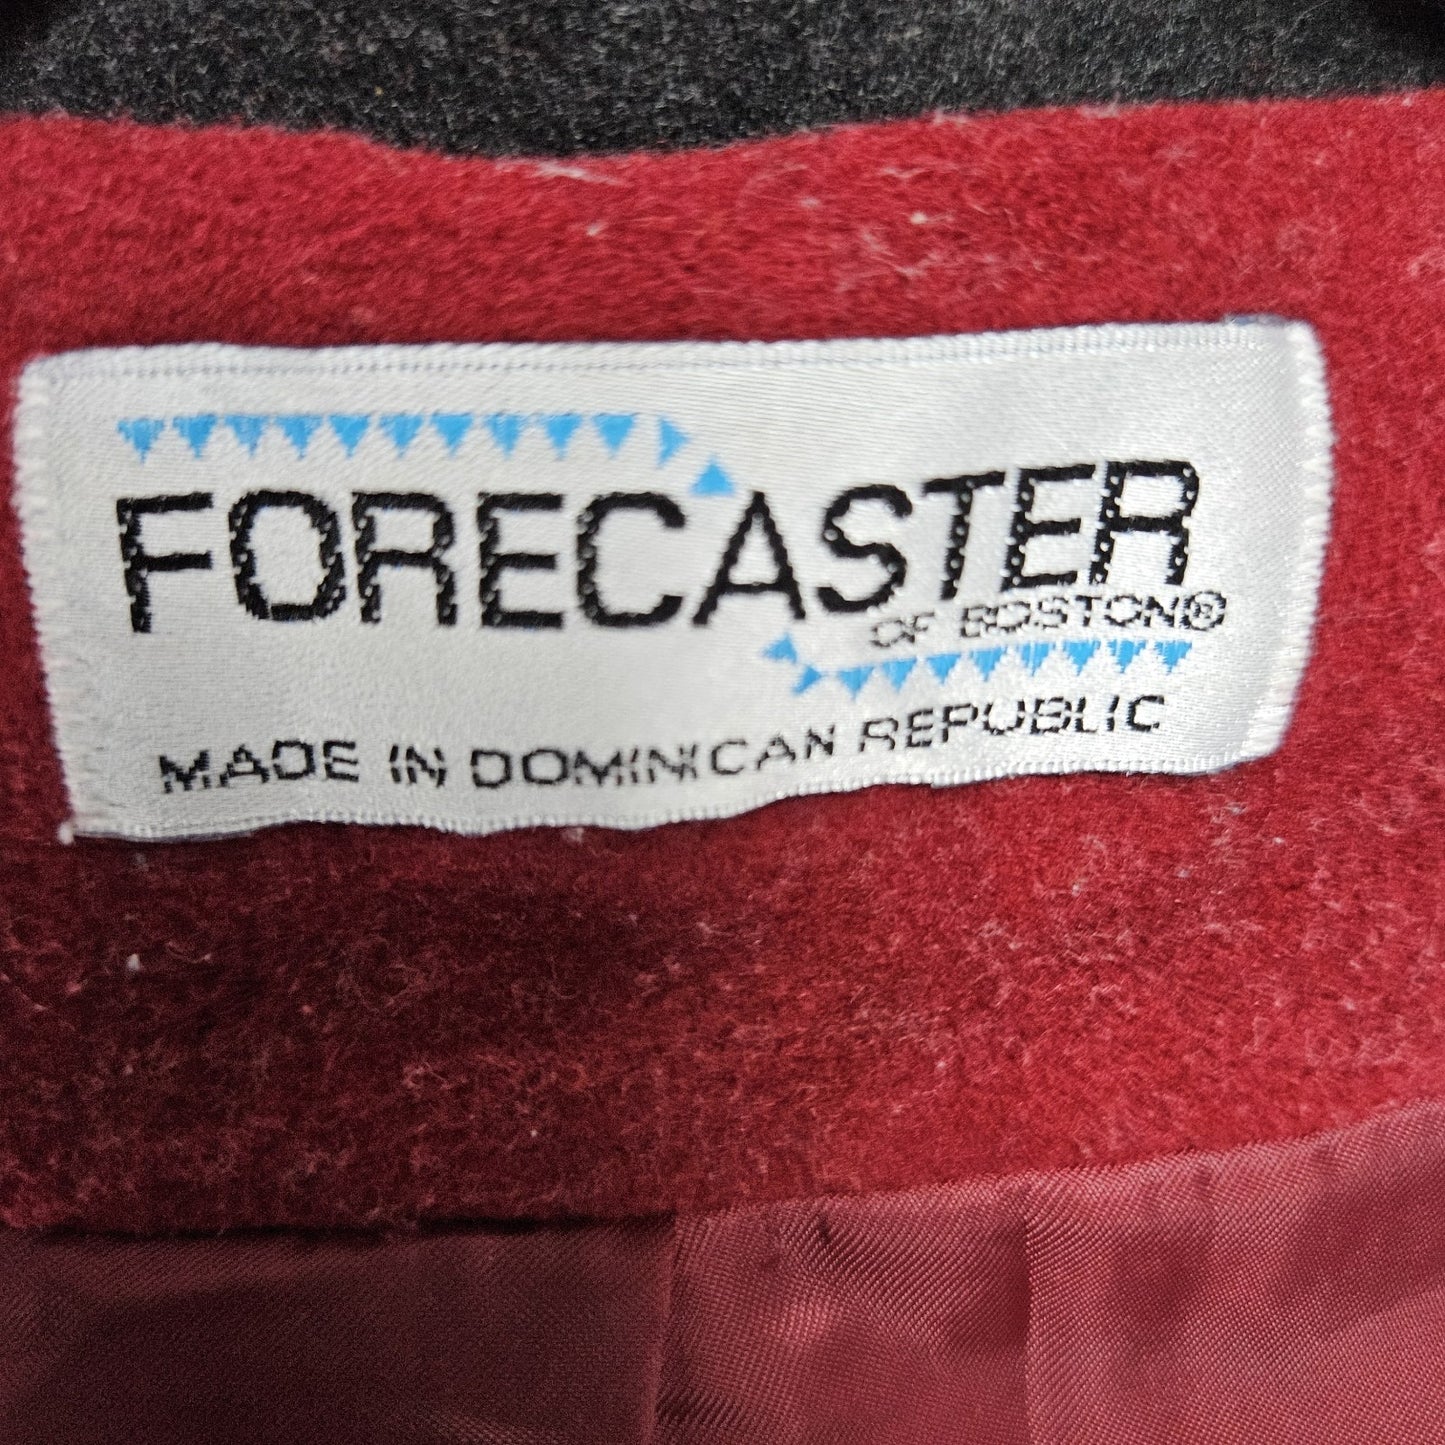 FORECASTER
OF BOSTON®
MADE IN DOMINICAN REPUBLIC